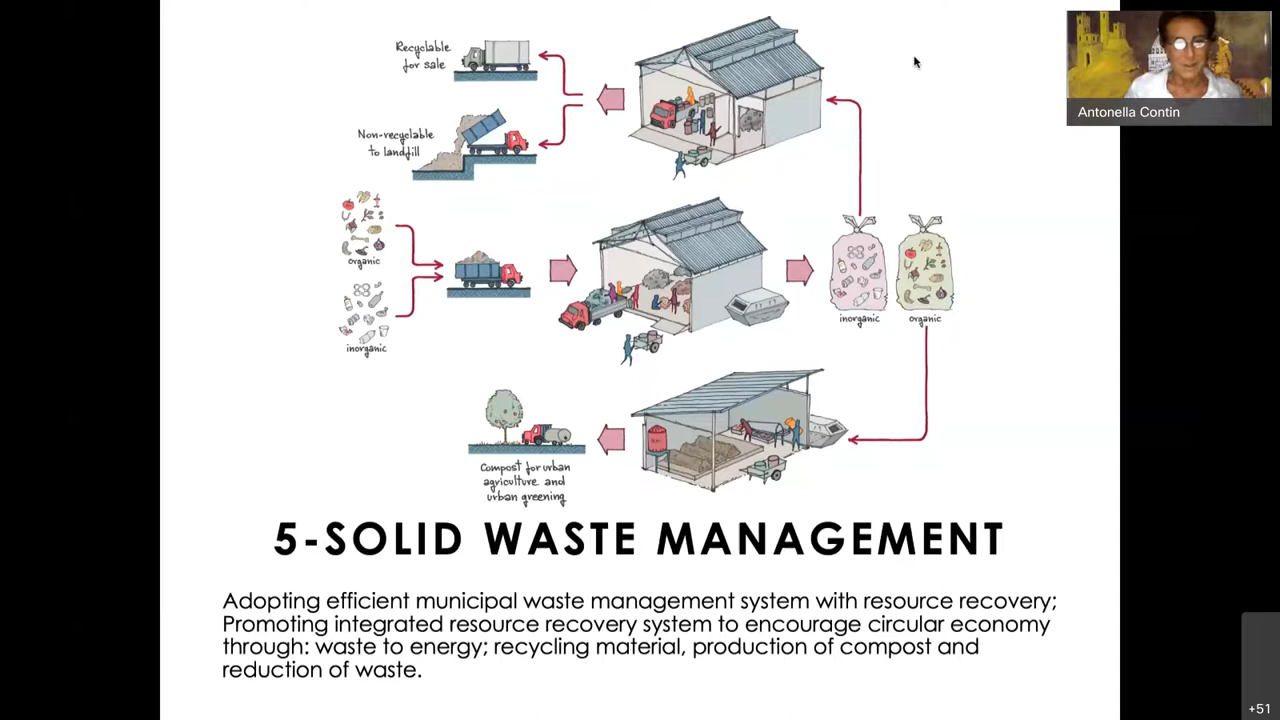 Recyclable
for sale
Antonella Contin
Non-recyclable
to landfill
organic
inorganic
inorganic
organic
Compost for urban
agriculture and
urban greening
5-SOLID WASTE MANAGEMENT
Adopting efficient municipal waste management system with resource recovery;
Promoting integrated resource recovery system to encourage circular economy
through: waste to energy; recycling material, production of compost and
reduction of waste.
+51